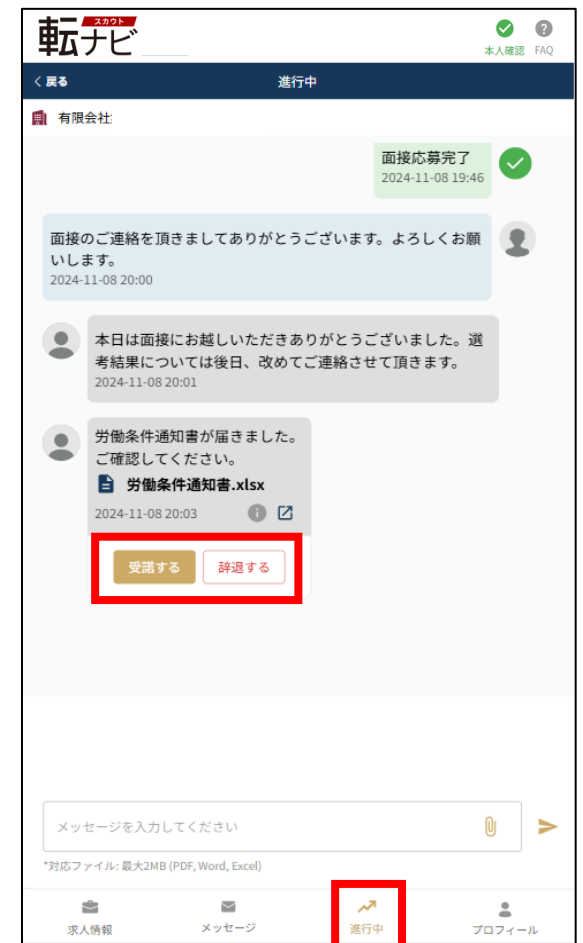 転ナビ
スカウト
本人確認
?
FAQ
戻る
進行中
有限会社
面接応募完了
2024-11-08 19:46
面接のご連絡を頂きましてありがとうございます。よろしくお願
いします。
2024-11-08 20:00
本日は面接にお越しいただきありがとうございました。選
考結果については後日、改めてご連絡させて頂きます。
2024-11-08 20:01
労働条件通知書が届きました。
ご確認してください。
労働条件通知書.xlsx
2024-11-08 20:03
受諾する
辞退する
メッセージを入力してください
*対応ファイル: 最大2MB (PDF, Word, Excel)
求人情報
メッセージ
進行中
プロフィール